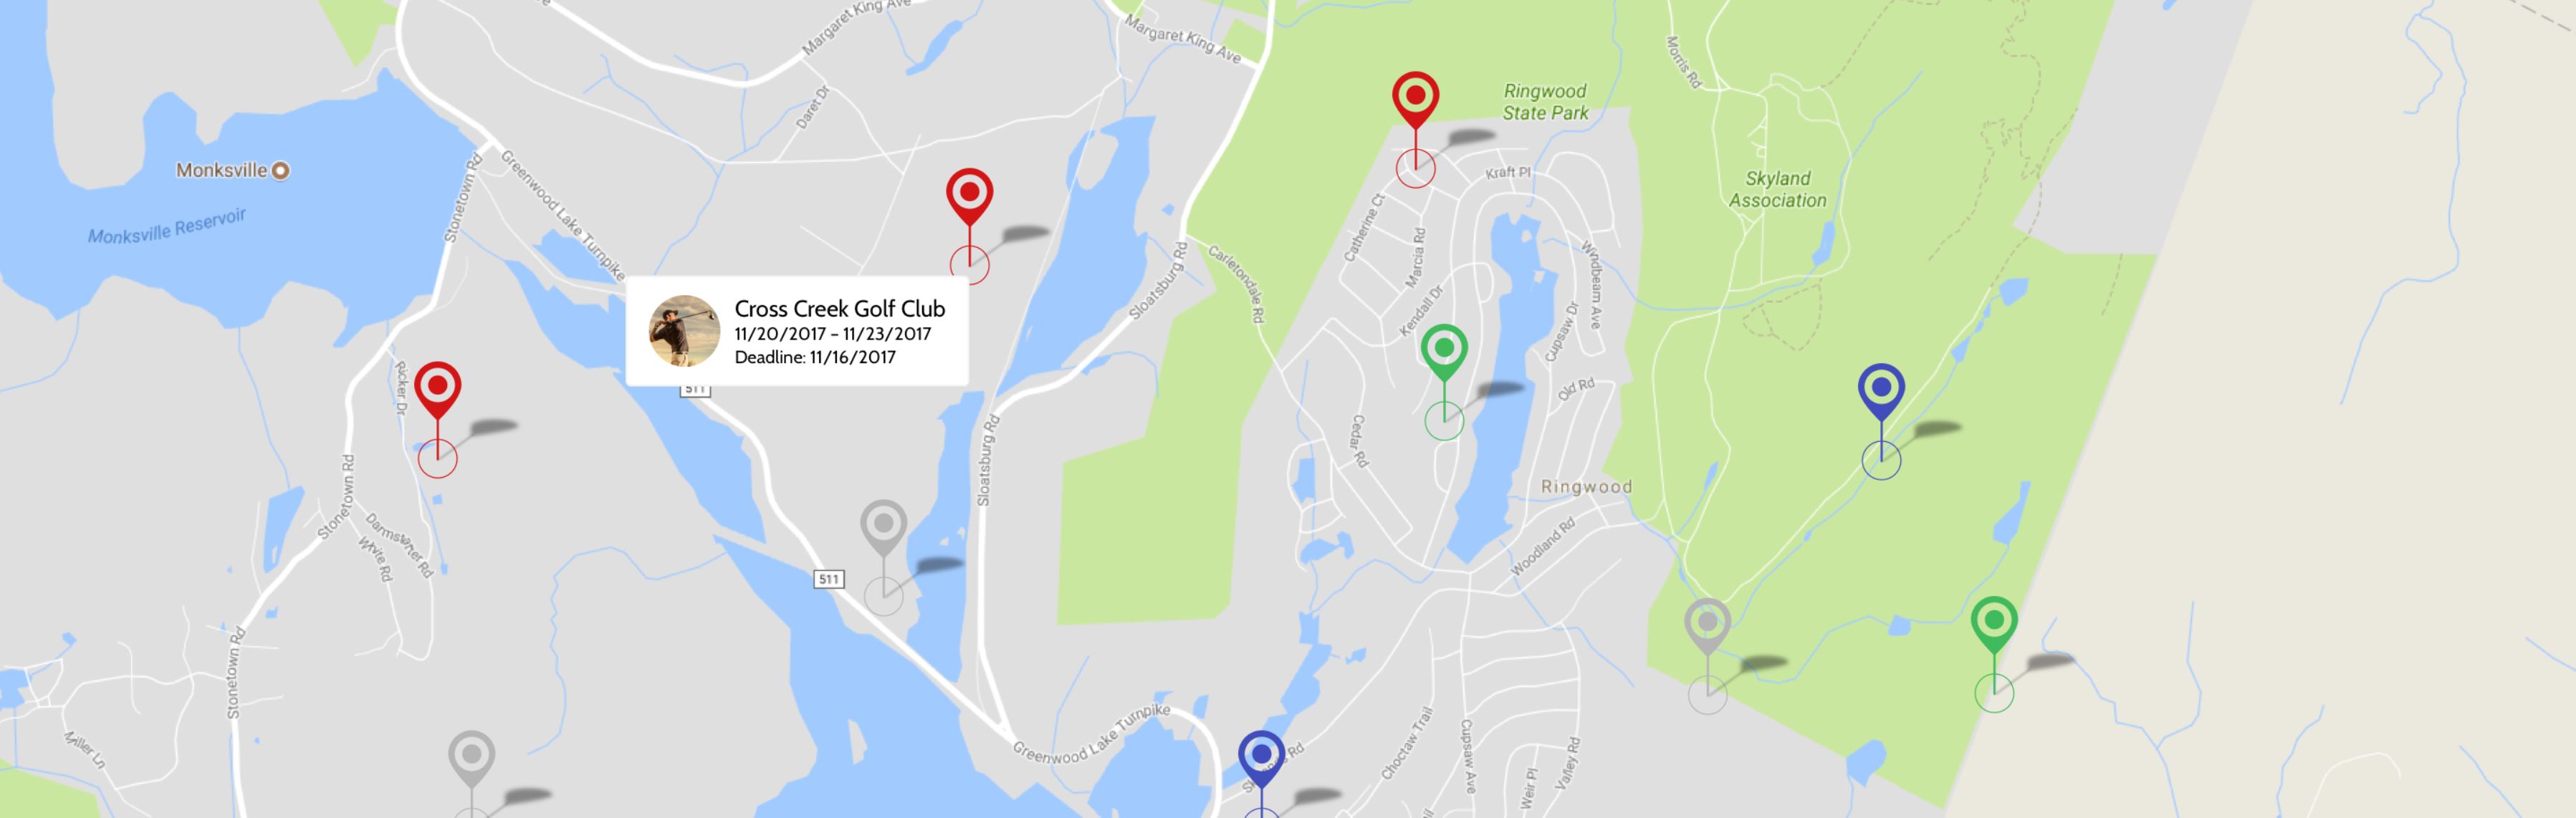 Margaret King Ave
Margaret King Ave
Morris Rd
Daret Dr
Ringwood
State Park
Monksville
Monksville Reservoir
Stonetown Rd
Greenwood Lake Turnpike
Kraft Pl
Skyland
Association
Catherine Ct
Marcia Rd
Windbeam Ave
Carletondale Rd
Sloatsburg Rd
Kendall Dr
Cupsaw Dr
Cross Creek Golf Club
11/20/2017 – 11/23/2017
Deadline: 11/16/2017
511
Ricker Dr
Old Rd
Cedar Rd
Sloatsburg Rd
Stonetown Rd
Stonetown Rd
Ringwood
White Rd
Woodland Rd
511
Stonetown Rd
Greenwood Lake Turnpike
Miller Ln
Choctaw Trail
Cupsaw Ave
Valley Rd
Weir Pl